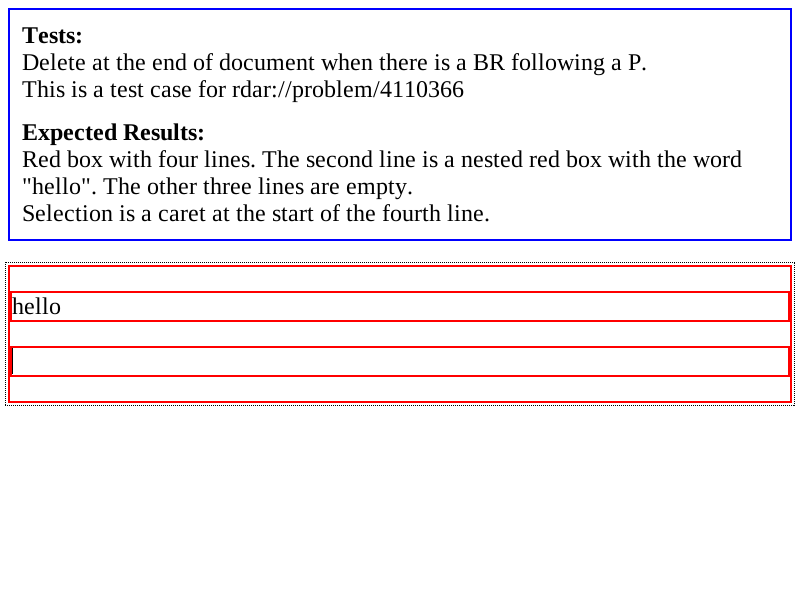 Tests:
Delete at the end of document when there is a BR following a P.
This is a test case for rdar://problem/4110366
Expected Results:
Red box with four lines. The second line is a nested red box with the word
"hello". The other three lines are empty.
Selection is a caret at the start of the fourth line.
hello